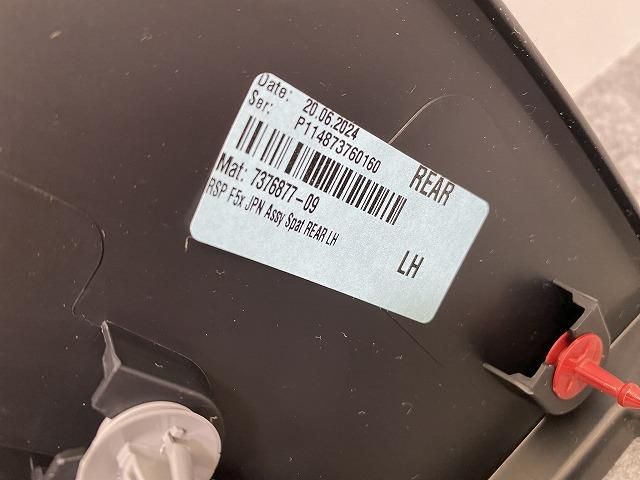 Date: 20.06.2024
Ser: P114873760160
REAR
Mat: 7376877-09
RSP F5x JPN Assy Spat REAR LH
LH